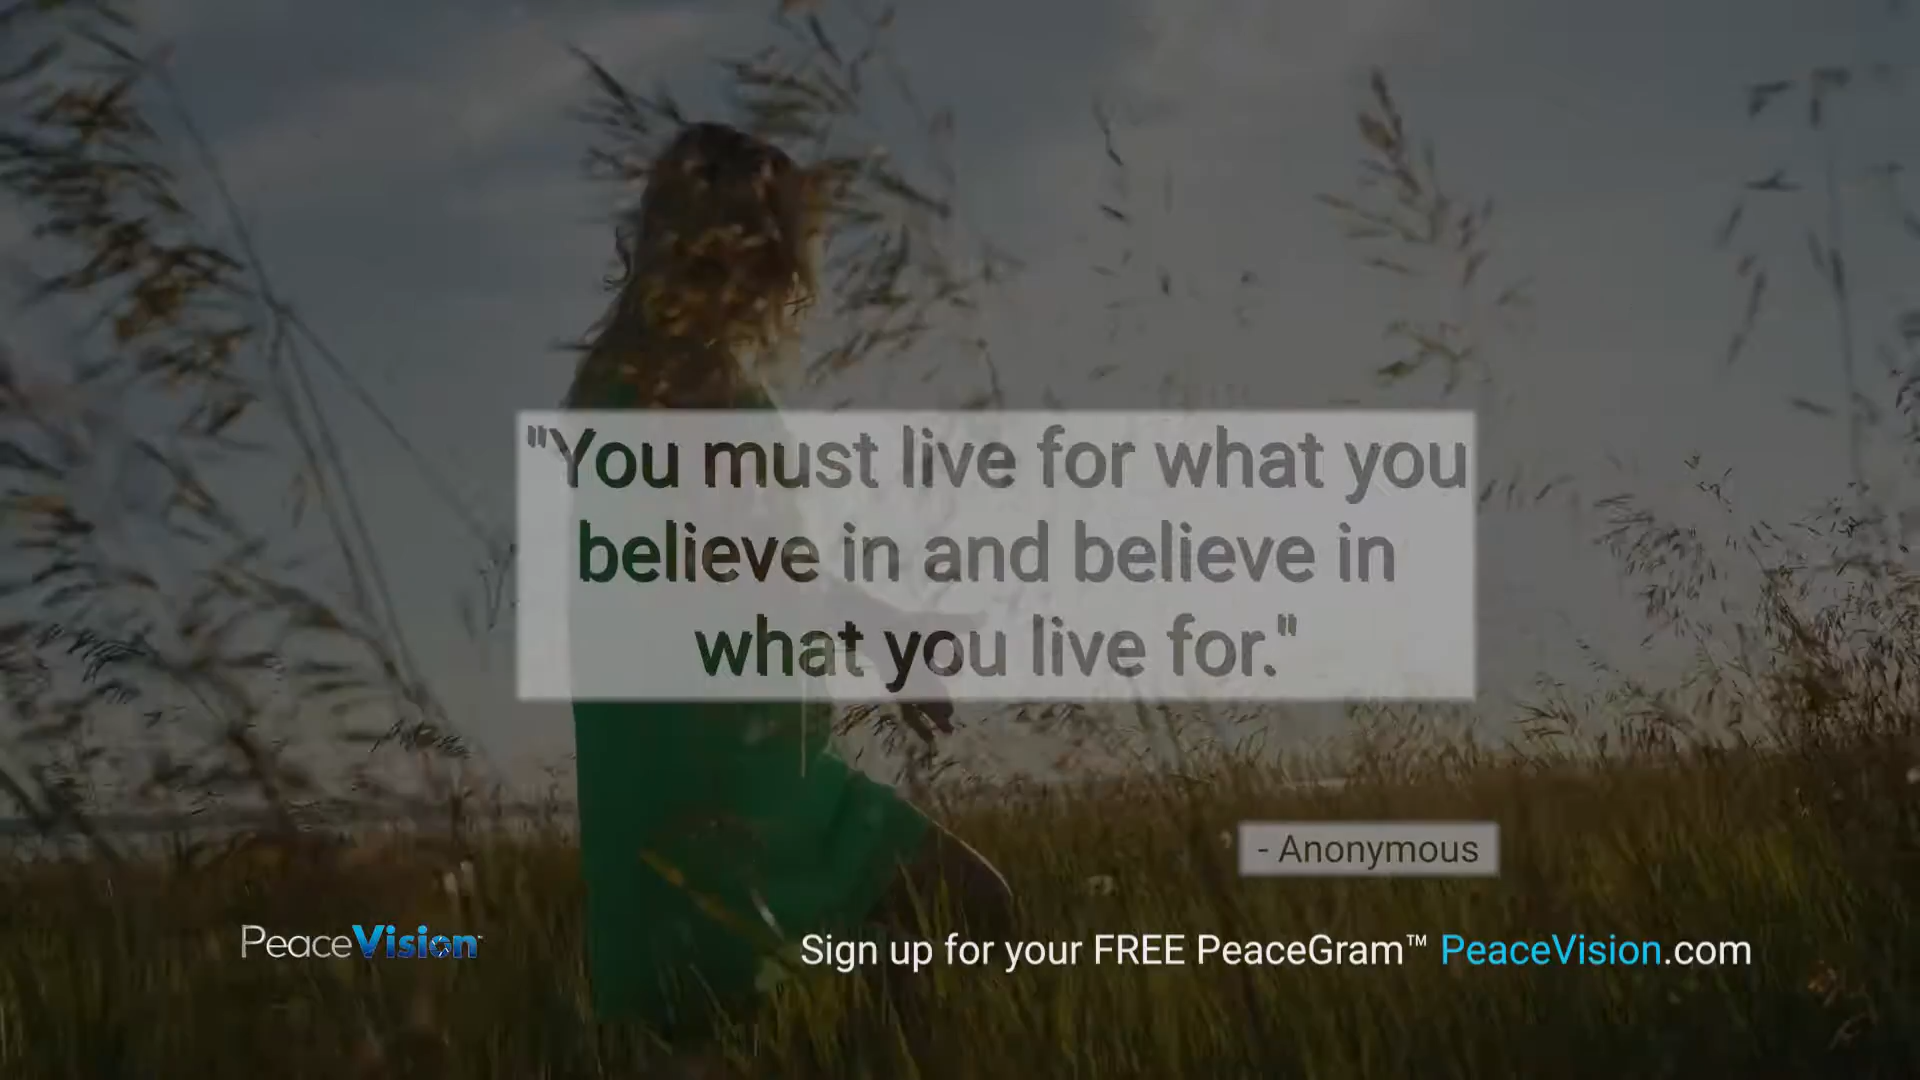 "You must live for what you
believe in and believe in
what you live for."
- Anonymous
PeaceVision
Sign up for your FREE PeaceGram™ PeaceVision.com